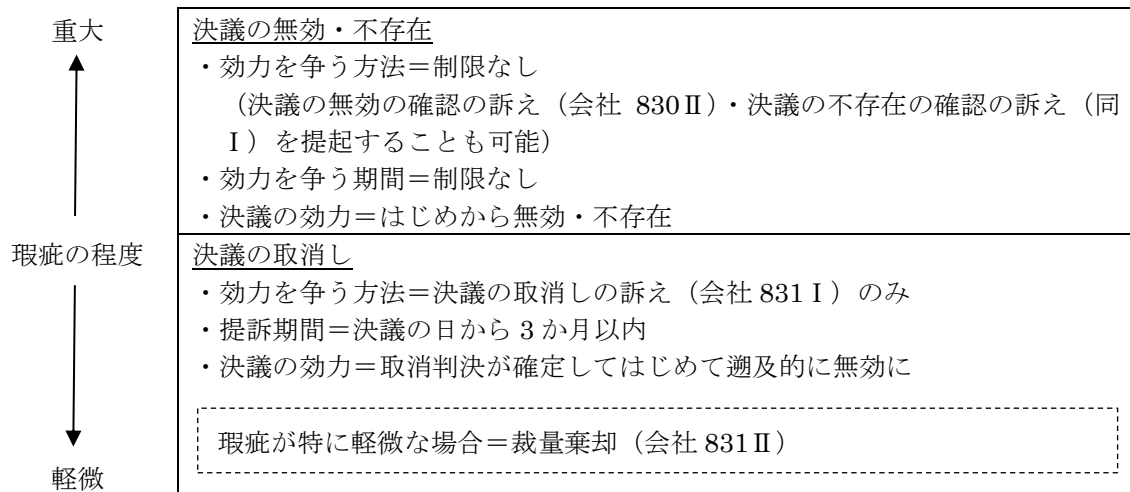 重大
決議の無効・不存在
・効力を争う方法＝制限なし
（決議の無効の確認の訴え（会社 830Ⅱ）・決議の不存在の確認の訴え（同
Ⅰ）を提起することも可能）
・効力を争う期間＝制限なし
・決議の効力＝はじめから無効・不存在
瑕疵の程度
決議の取消し
・効力を争う方法＝決議の取消しの訴え（会社 831Ⅰ）のみ
・提訴期間＝決議の日から 3 か月以内
・決議の効力＝取消判決が確定してはじめて遡及的に無効に
瑕疵が特に軽微な場合＝裁量棄却（会社 831Ⅱ）
軽微